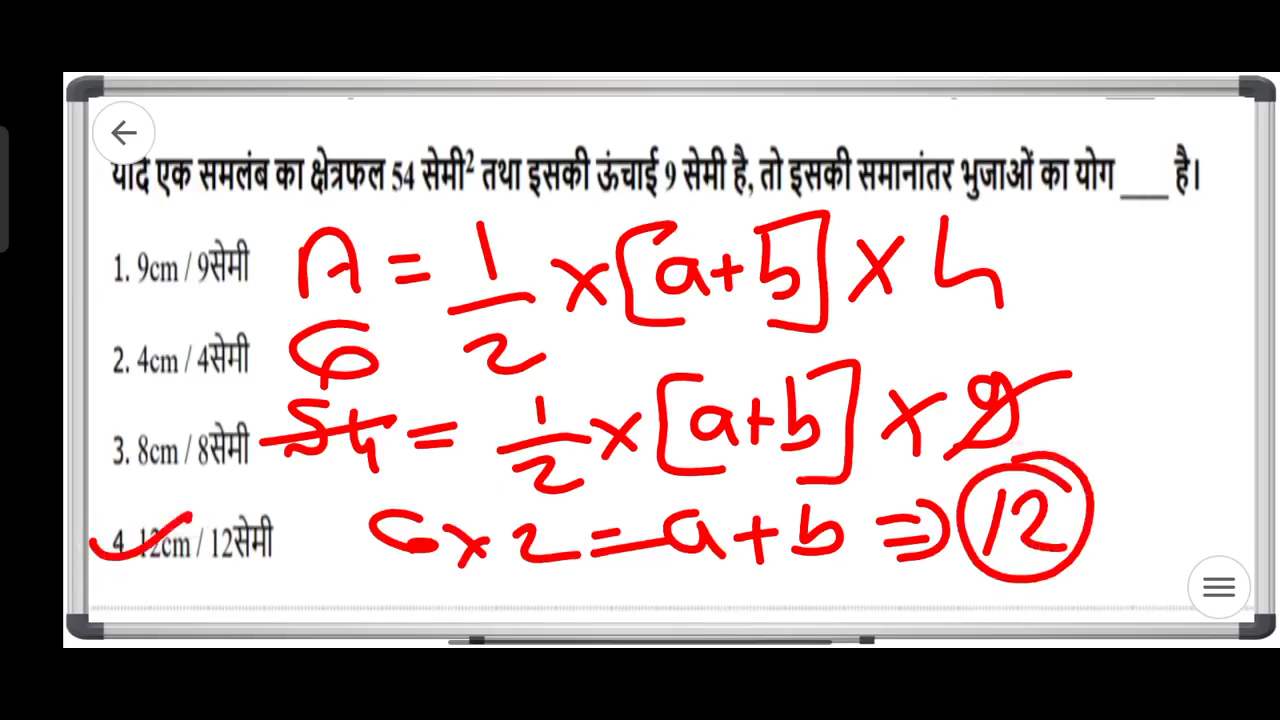 यदि एक समलंब का क्षेत्रफल 54 सेमी² तथा इसकी ऊंचाई 9 सेमी है, तो इसकी समानांतर भुजाओं का योग ____ है।
1. 9cm / 9सेमी
A = 1/2 × [a+b] × h
2. 4cm / 4सेमी
6
3. 8cm / 8सेमी
54 = 1/2 × [a+b] × 9
4. 12cm / 12सेमी
6 × 2 = a + b ⇒ 12